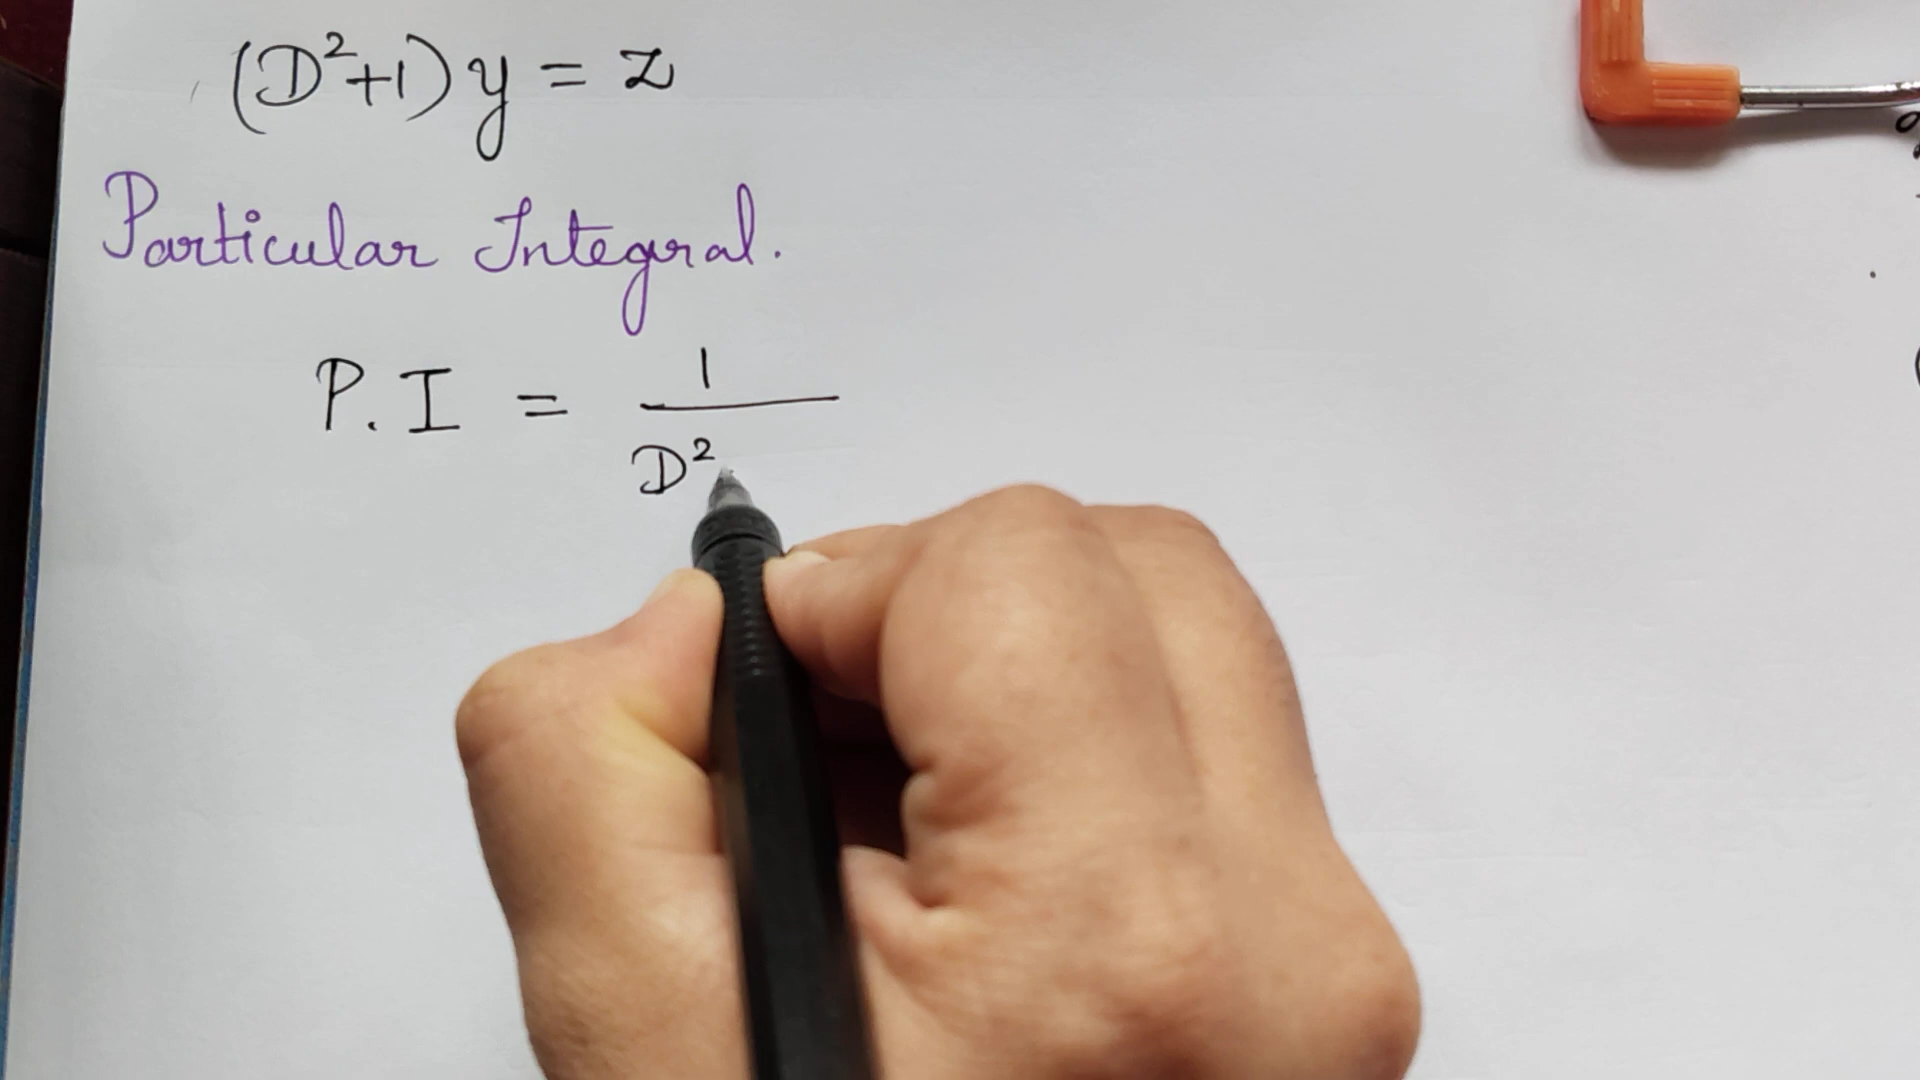 (D²+1) y = z
Particular Integral.
P.I = 1/D²